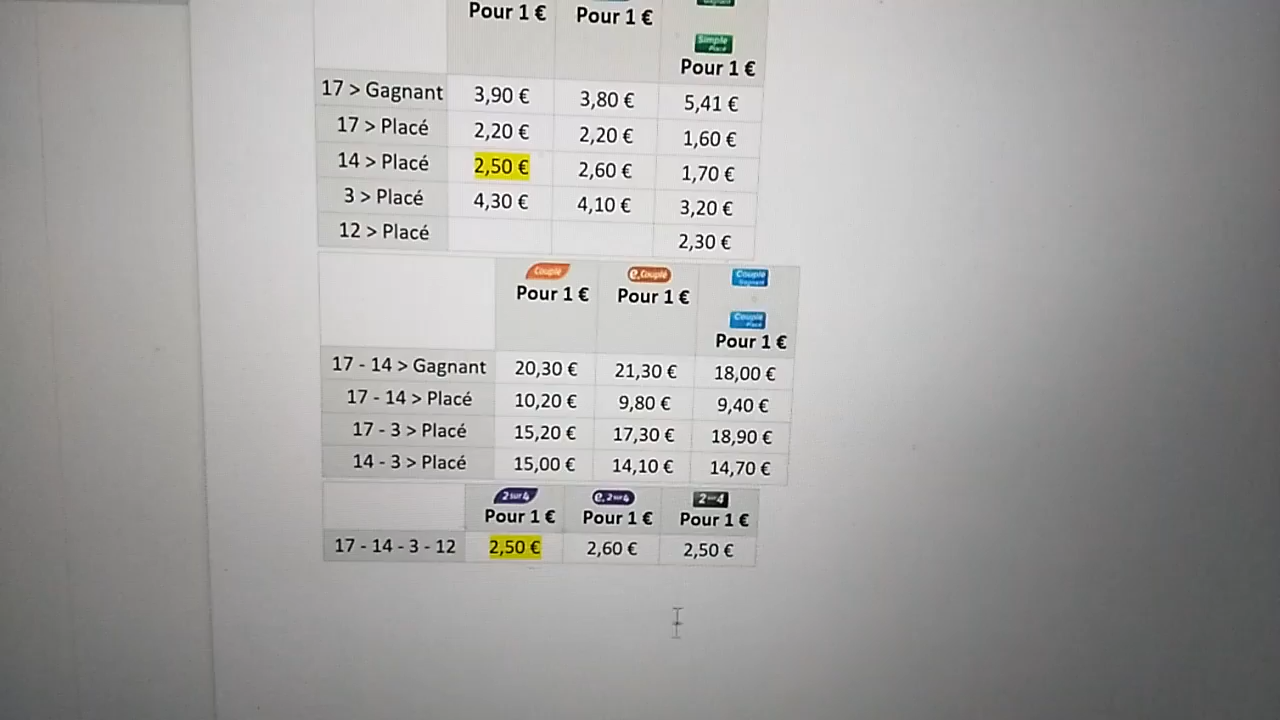 Pour 1 € Pour 1 €
Simple
Placé
Pour 1 €
17 > Gagnant 3,90 € 3,80 € 5,41 €
17 > Placé 2,20 € 2,20 € 1,60 €
14 > Placé 2,50 € 2,60 € 1,70 €
3 > Placé 4,30 € 4,10 € 3,20 €
12 > Placé 2,30 €
Couplé e.Couplé Couplé
Gagnant
Pour 1 € Pour 1 €
Couplé
Placé
Pour 1 €
17 - 14 > Gagnant 20,30 € 21,30 € 18,00 €
17 - 14 > Placé 10,20 € 9,80 € 9,40 €
17 - 3 > Placé 15,20 € 17,30 € 18,90 €
14 - 3 > Placé 15,00 € 14,10 € 14,70 €
2 sur 4 e.2 sur 4 2 sur 4
Pour 1 € Pour 1 € Pour 1 €
17 - 14 - 3 - 12 2,50 € 2,60 € 2,50 €